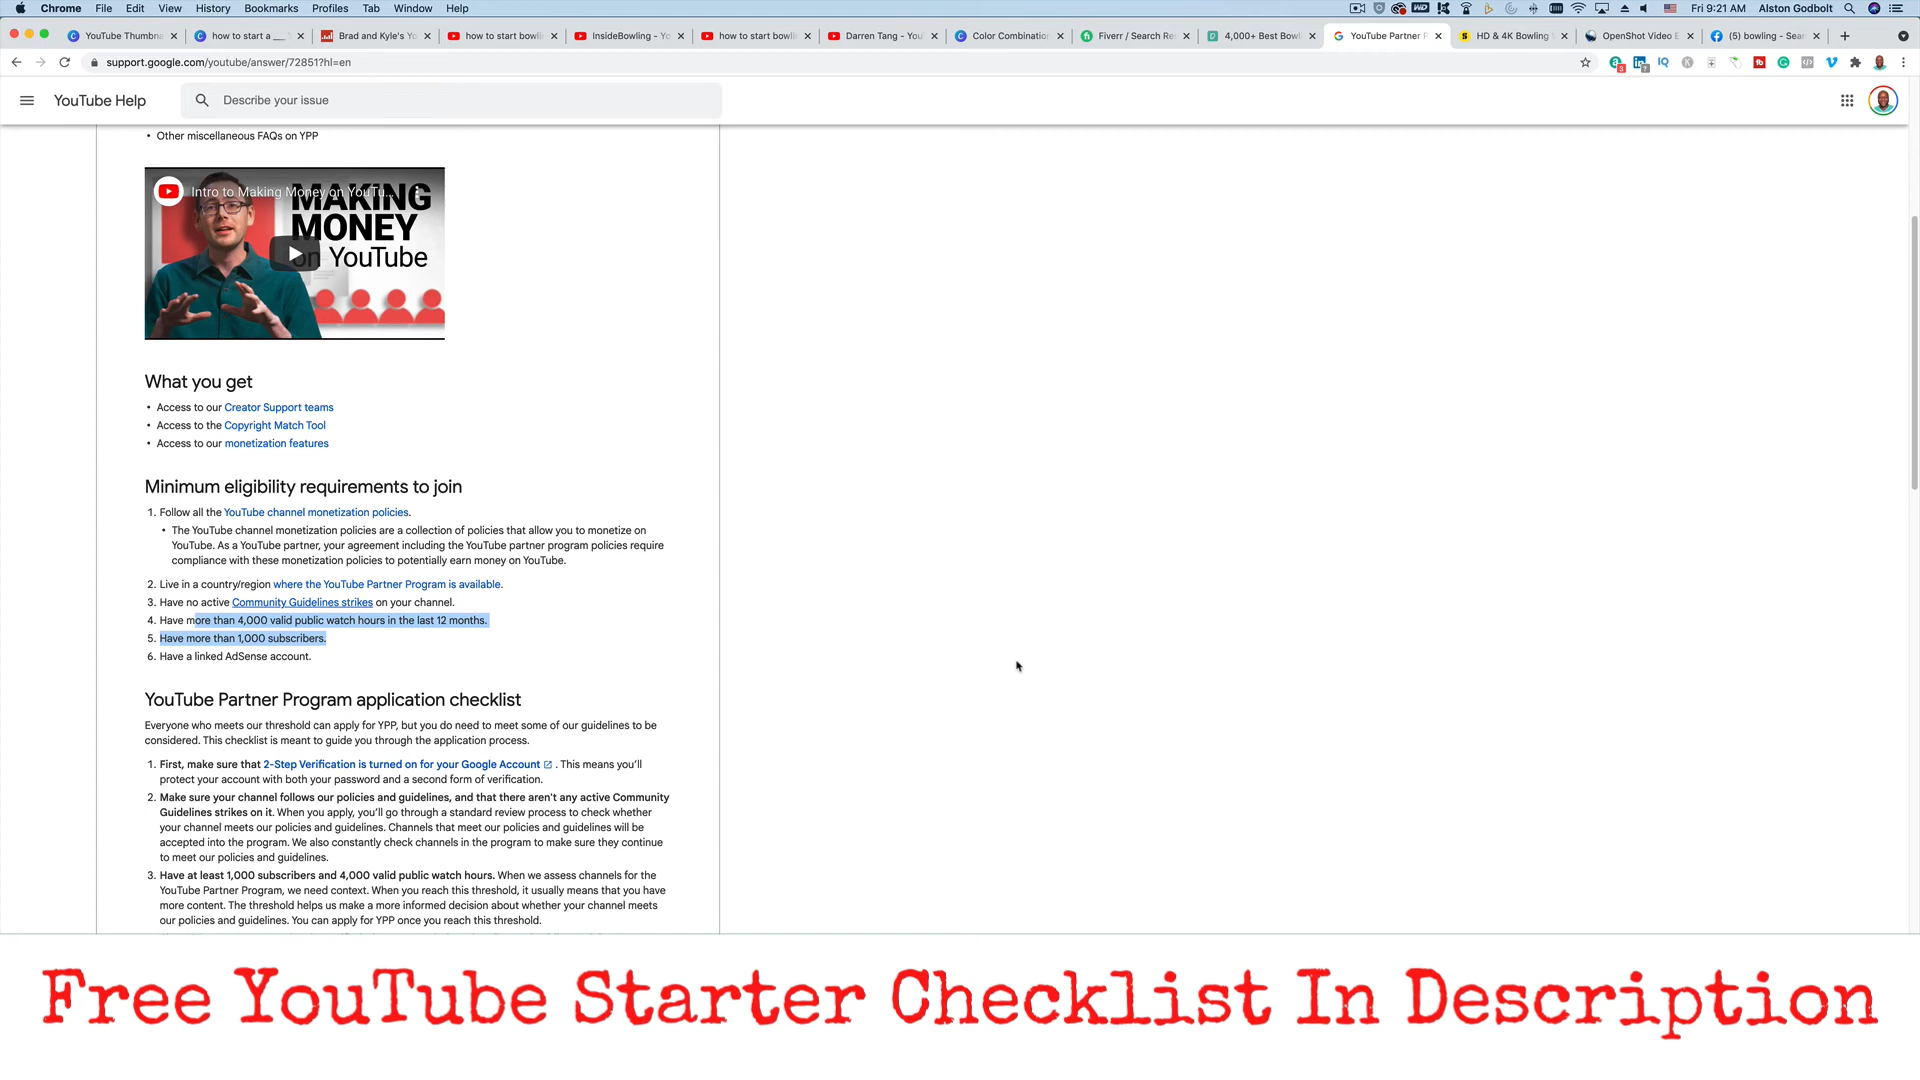 Chrome File Edit View History Bookmarks Profiles Tab Window Help Fri 9:21 AM Alston Godbolt
YouTube Thumbna how to start a ___ Brad and Kyle's Yo how to start bowli InsideBowling - Yo how to start bowli Darren Tang - You Color Combination Fiverr / Search Re 4,000+ Best Bowli YouTube Partner P HD & 4K Bowling OpenShot Video E (5) bowling - Sea
support.google.com/youtube/answer/72851?hl=en
YouTube Help Describe your issue
• Other miscellaneous FAQs on YPP
Intro to Making Money on YouTu...
MAKING
MONEY
on YouTube
What you get
• Access to our Creator Support teams
• Access to the Copyright Match Tool
• Access to our monetization features
Minimum eligibility requirements to join
1. Follow all the YouTube channel monetization policies.
• The YouTube channel monetization policies are a collection of policies that allow you to monetize on
YouTube. As a YouTube partner, your agreement including the YouTube partner program policies require
compliance with these monetization policies to potentially earn money on YouTube.
2. Live in a country/region where the YouTube Partner Program is available.
3. Have no active Community Guidelines strikes on your channel.
4. Have more than 4,000 valid public watch hours in the last 12 months.
5. Have more than 1,000 subscribers.
6. Have a linked AdSense account.
YouTube Partner Program application checklist
Everyone who meets our threshold can apply for YPP, but you do need to meet some of our guidelines to be
considered. This checklist is meant to guide you through the application process.
1. First, make sure that 2-Step Verification is turned on for your Google Account . This means you'll
protect your account with both your password and a second form of verification.
2. Make sure your channel follows our policies and guidelines, and that there aren't any active Community
Guidelines strikes on it. When you apply, you'll go through a standard review process to check whether
your channel meets our policies and guidelines. Channels that meet our policies and guidelines will be
accepted into the program. We also constantly check channels in the program to make sure they continue
to meet our policies and guidelines.
3. Have at least 1,000 subscribers and 4,000 valid public watch hours. When we assess channels for the
YouTube Partner Program, we need context. When you reach this threshold, it usually means that you have
more content. The threshold helps us make a more informed decision about whether your channel meets
our policies and guidelines. You can apply for YPP once you reach this threshold.
Free YouTube Starter Checklist In Description